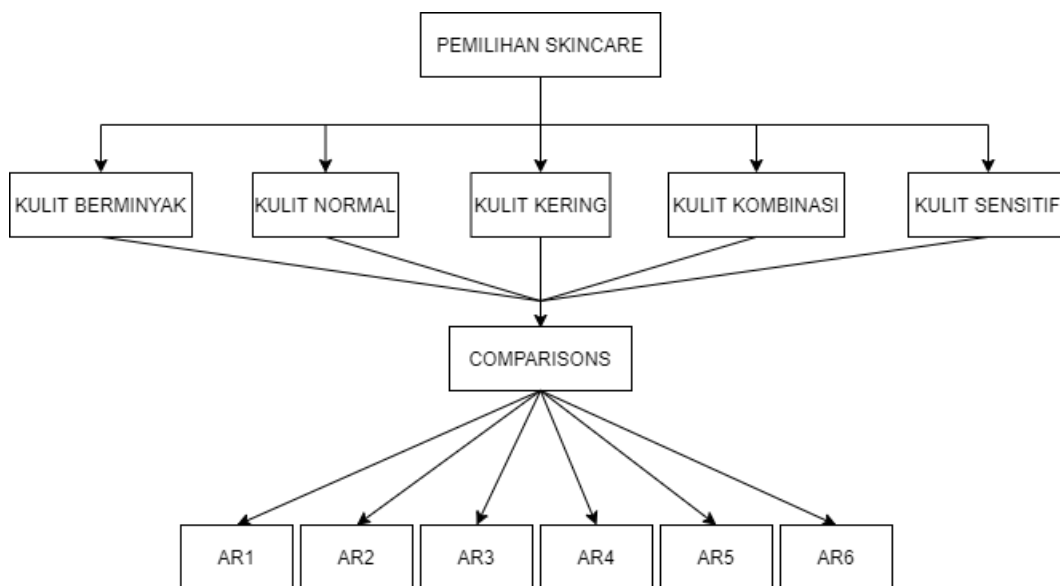 PEMILIHAN SKINCARE
KULIT BERMINYAK
KULIT NORMAL
KULIT KERING
KULIT KOMBINASI
KULIT SENSITIF
COMPARISONS
AR1
AR2
AR3
AR4
AR5
AR6